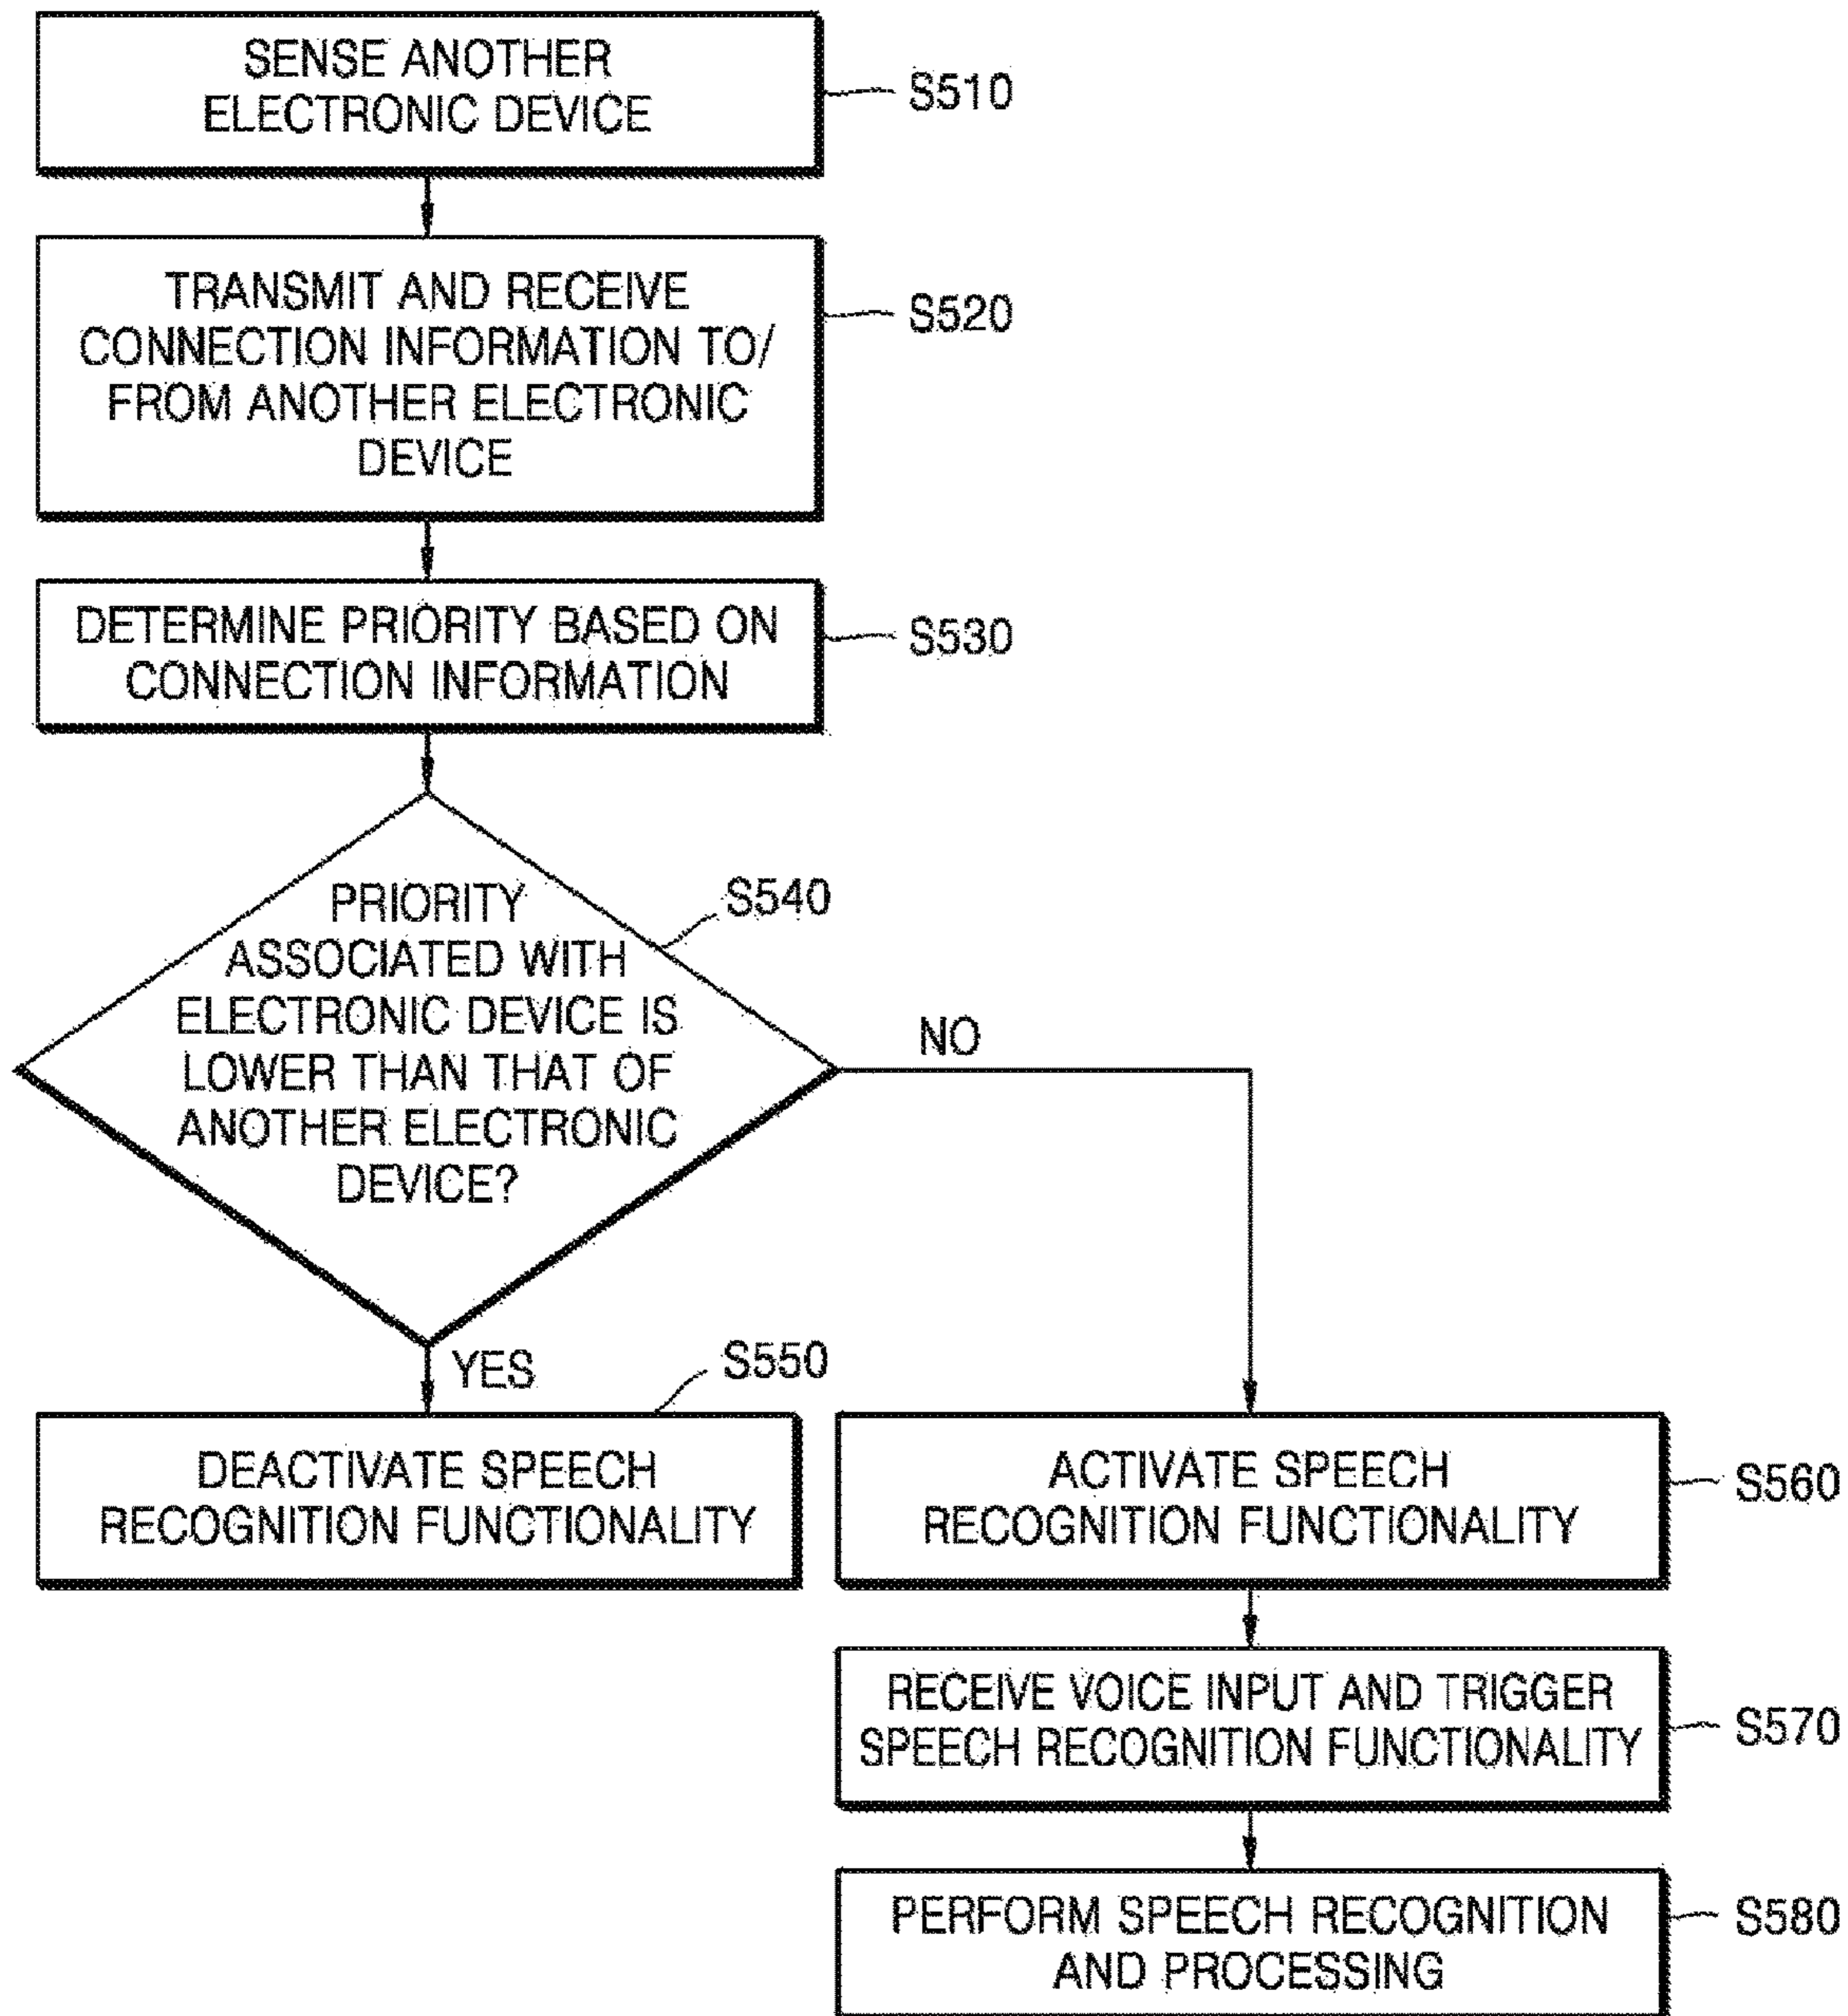 SENSE ANOTHER
ELECTRONIC DEVICE
S510
TRANSMIT AND RECEIVE
CONNECTION INFORMATION TO/
FROM ANOTHER ELECTRONIC
DEVICE
S520
DETERMINE PRIORITY BASED ON
CONNECTION INFORMATION
S530
PRIORITY
ASSOCIATED WITH
ELECTRONIC DEVICE IS
LOWER THAN THAT OF
ANOTHER ELECTRONIC
DEVICE?
S540
NO
YES
S550
DEACTIVATE SPEECH
RECOGNITION FUNCTIONALITY
ACTIVATE SPEECH
RECOGNITION FUNCTIONALITY
S560
RECEIVE VOICE INPUT AND TRIGGER
SPEECH RECOGNITION FUNCTIONALITY
S570
PERFORM SPEECH RECOGNITION
AND PROCESSING
S580